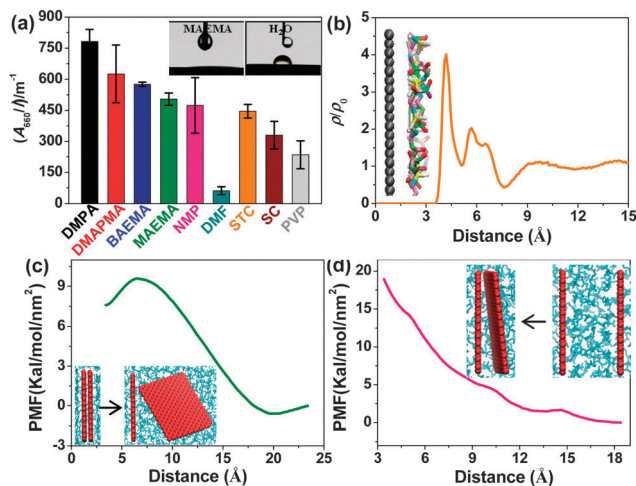 (a)
(A660/l)/m-1
900
750
600
450
300
150
0
MAEMA
H2O
DMPA
DMAPMA
BAEMA
MAEMA
NMP
DMF
STC
SC
PVP
(b)
ρ/ρ0
5
4
3
2
1
0
0 3 6 9 12 15
Distance (Å)
(c)
PMF(Kal/mol/nm2)
9
6
3
0
-3
0 5 10 15 20 25
Distance (Å)
(d)
PMF(Kal/mol/nm2)
20
15
10
5
0
3 6 9 12 15 18
Distance (Å)